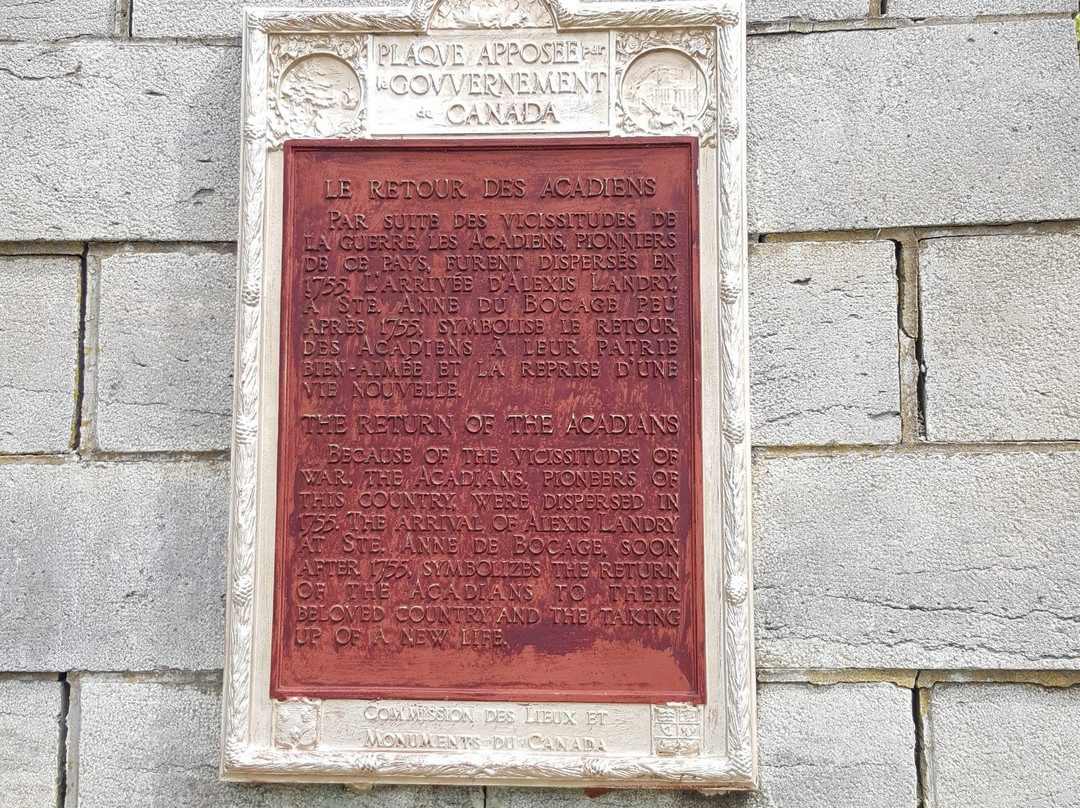 PLAQVE APPOSÉE par
le GOVVERNEMENT
du CANADA
LE RETOUR DES ACADIENS
PAR SUITE DES VICISSITUDES DE
LA GUERRE, LES ACADIENS, PIONNIERS
DE CE PAYS, FURENT DISPERSÉS EN
1755. L'ARRIVÉE D'ALEXIS LANDRY,
À STE. ANNE DU BOCAGE PEU
APRÈS 1755, SYMBOLISE LE RETOUR
DES ACADIENS À LEUR PATRIE
BIEN-AIMÉE ET LA REPRISE D'UNE
VIE NOUVELLE.
THE RETURN OF THE ACADIANS
BECAUSE OF THE VICISSITUDES OF
WAR, THE ACADIANS, PIONEERS OF
THIS COUNTRY, WERE DISPERSED IN
1755. THE ARRIVAL OF ALEXIS LANDRY
AT STE. ANNE DE BOCAGE, SOON
AFTER 1755, SYMBOLIZES THE RETURN
OF THE ACADIANS TO THEIR
BELOVED COUNTRY AND THE TAKING
UP OF A NEW LIFE.
COMMISSION DES LIEUX ET
MONUMENTS DU CANADA